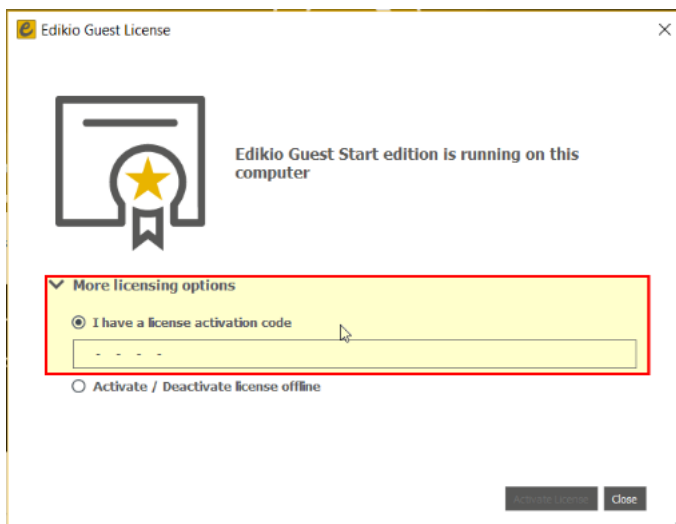 Edikio Guest License
Edikio Guest Start edition is running on this
computer
More licensing options
I have a license activation code
- - - -
Activate / Deactivate license offline
Activate License Close